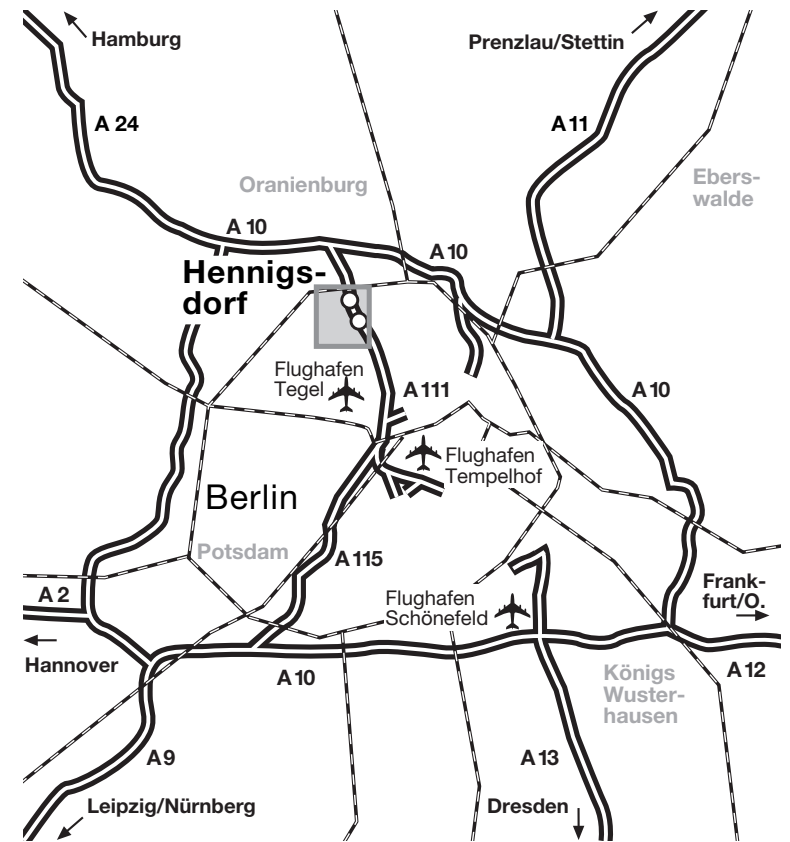 Hamburg
Prenzlau/Stettin
A 24
A 11
Oranienburg
Ebers-
walde
A 10
A 10
Hennigs-
dorf
Flughafen
Tegel
A 111
A 10
Flughafen
Tempelhof
Berlin
Potsdam
A 115
A 2
Frank-
furt/O.
Flughafen
Schönefeld
Hannover
A 10
Königs
Wuster-
hausen
A 12
A 9
A 13
Leipzig/Nürnberg
Dresden